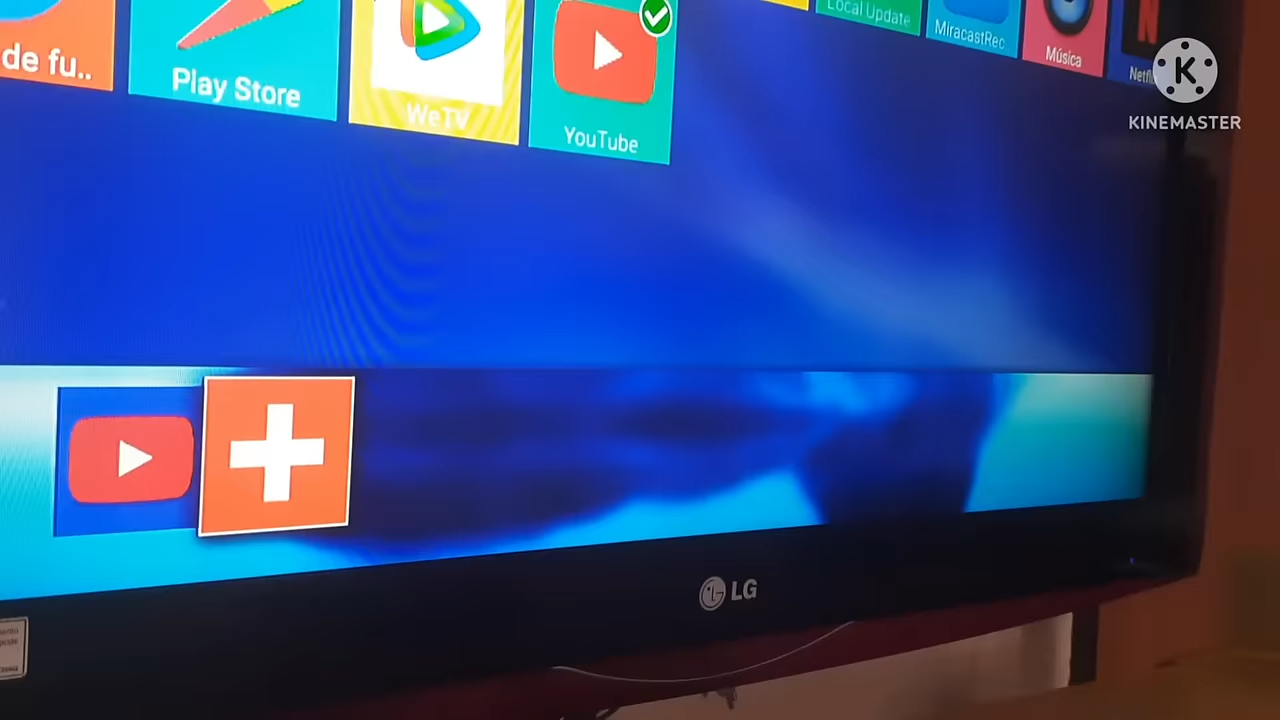 de fu..
Play Store
WeTV
YouTube
Local Update
MiracastRec
Música
Netfl
N
K
KINEMASTER
LG